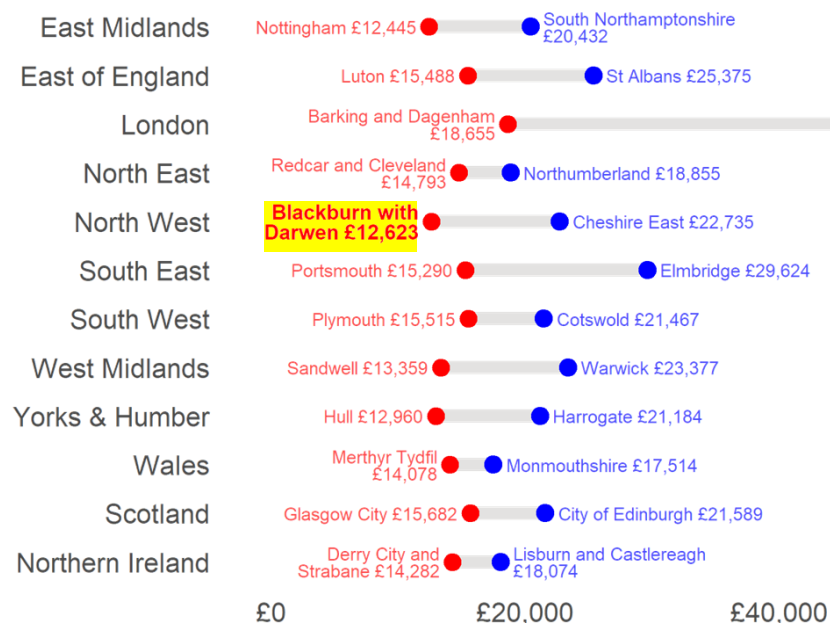 East Midlands
Nottingham £12,445
South Northamptonshire
£20,432
East of England
Luton £15,488
St Albans £25,375
London
Barking and Dagenham
£18,655
North East
Redcar and Cleveland
£14,793
Northumberland £18,855
North West
Blackburn with
Darwen £12,623
Cheshire East £22,735
South East
Portsmouth £15,290
Elmbridge £29,624
South West
Plymouth £15,515
Cotswold £21,467
West Midlands
Sandwell £13,359
Warwick £23,377
Yorks & Humber
Hull £12,960
Harrogate £21,184
Wales
Merthyr Tydfil
£14,078
Monmouthshire £17,514
Scotland
Glasgow City £15,682
City of Edinburgh £21,589
Northern Ireland
Derry City and
Strabane £14,282
Lisburn and Castlereagh
£18,074
£0
£20,000
£40,000